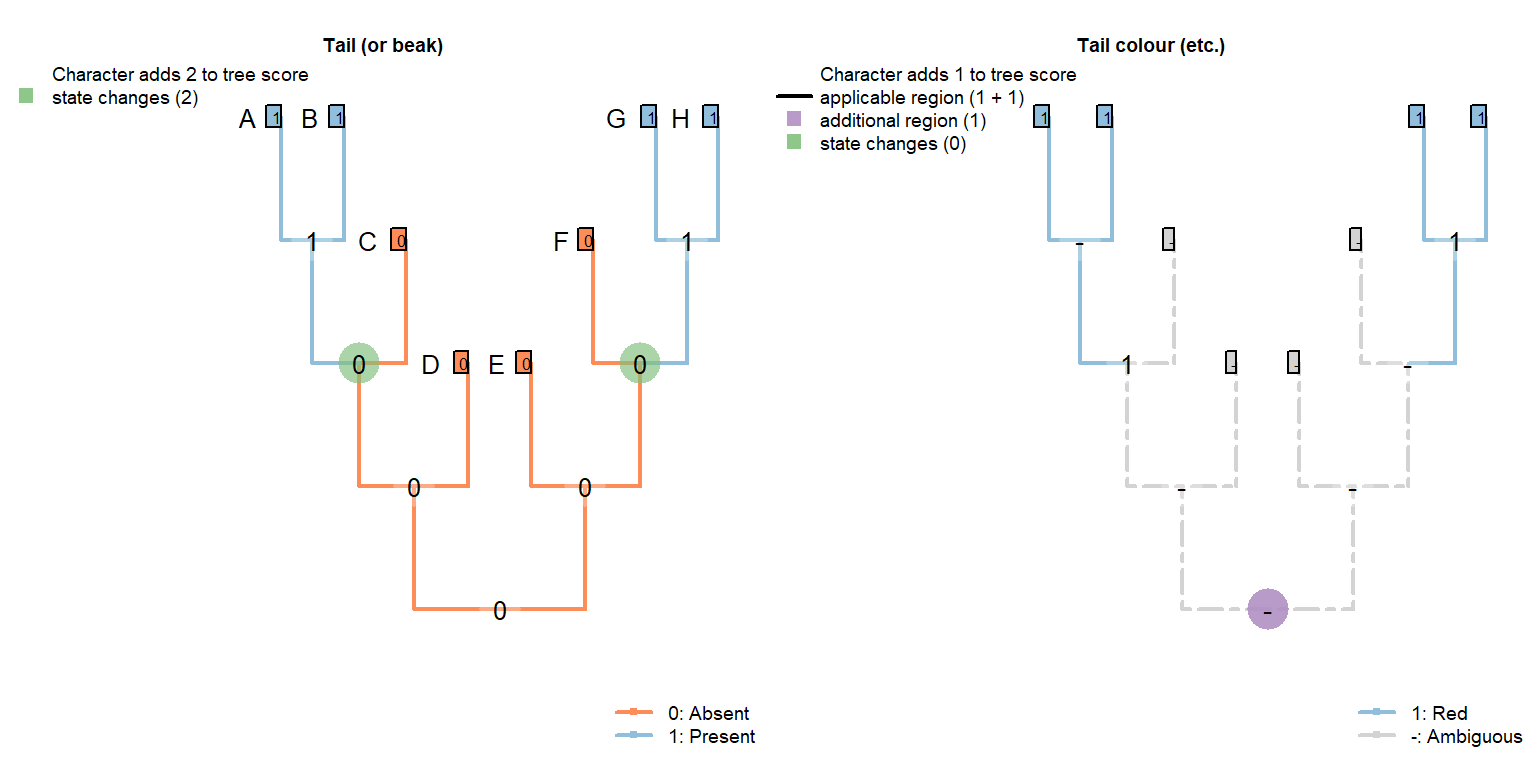 Tail (or beak)
Character adds 2 to tree score
state changes (2)
A 1 B 1 G 1 H 1
1 C 0 F 0 1
0 D 0 E 0 0
0 0
0
0: Absent
1: Present
Tail colour (etc.)
Character adds 1 to tree score
applicable region (1 + 1)
additional region (1)
state changes (0)
1 1 1 1
- - - 1
1 - - -
- -
-
1: Red
-: Ambiguous